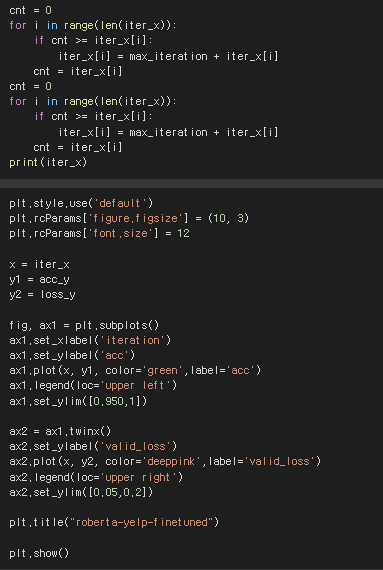 cnt = 0
for i in range(len(iter_x)):
    if cnt >= iter_x[i]:
        iter_x[i] = max_iteration + iter_x[i]
    cnt = iter_x[i]
cnt = 0
for i in range(len(iter_x)):
    if cnt >= iter_x[i]:
        iter_x[i] = max_iteration + iter_x[i]
    cnt = iter_x[i]
print(iter_x)
plt.style.use('default')
plt.rcParams['figure.figsize'] = (10, 3)
plt.rcParams['font.size'] = 12
x = iter_x
y1 = acc_y
y2 = loss_y
fig, ax1 = plt.subplots()
ax1.set_xlabel('iteration')
ax1.set_ylabel('acc')
ax1.plot(x, y1, color='green',label='acc')
ax1.legend(loc='upper left')
ax1.set_ylim([0.950,1])
ax2 = ax1.twinx()
ax2.set_ylabel('valid_loss')
ax2.plot(x, y2, color='deeppink',label='valid_loss')
ax2.legend(loc='upper right')
ax2.set_ylim([0.05,0.2])
plt.title("roberta-yelp-finetuned")
plt.show()